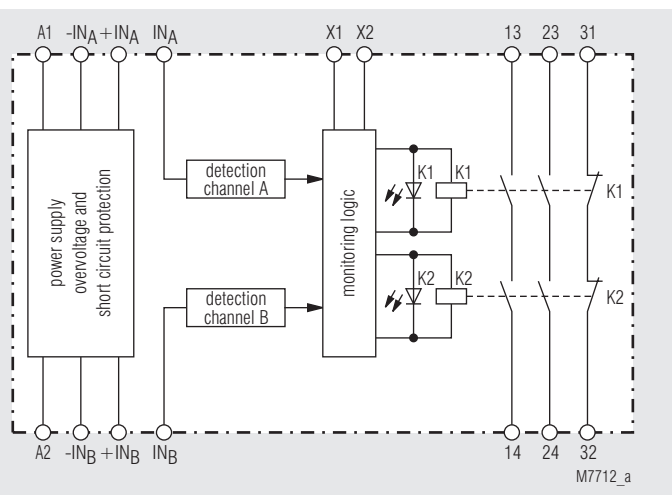 A1 -INA +INA INA X1 X2 13 23 31
detection
channel A
power supply
overvoltage and
short circuit protection
monitoring logic
K1 K1
K1
detection
channel B
K2 K2
K2
A2 -INB +INB INB 14 24 32
M7712_a